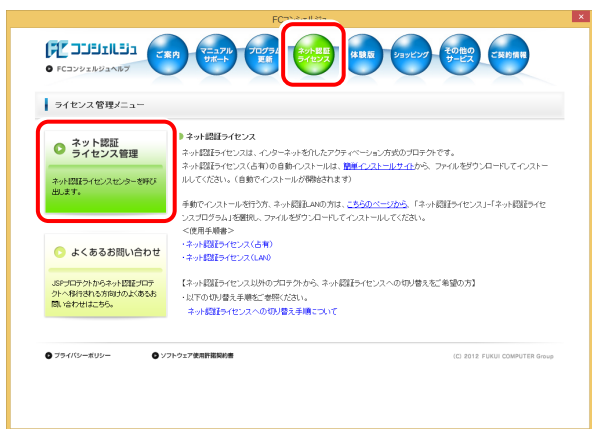 FCコンシェルジュ
×
FC コンシェルジュ
FCコンシェルジュヘルプ
ご案内
マニュアル
サポート
プログラム
更新
ネット認証
ライセンス
体験版
ショッピング
その他の
サービス
ご契約情報
ライセンス管理メニュー
ネット認証
ライセンス管理
ネット認証ライセンスセンターを呼び
出します。
よくあるお問い合わせ
JSPプロテクトからネット認証プロテ
クトへ移行される方向けのよくあるお
問い合わせはこちら。
ネット認証ライセンス
ネット認証ライセンスは、インターネットを介したアクティベーション方式のプロテクトです。
ネット認証ライセンス(占有)の自動インストールは、簡単インストールサイトから、ファイルをダウンロードしてインストー
ルしてください。(自動でインストールが開始されます)
手動でインストールを行う方、ネット認証LANの方は、こちらのページから、「ネット認証ライセンス」-「ネット認証ライセ
ンスプログラム」を選択し、ファイルをダウンロードしてインストールしてください。
<使用手順書>
・ネット認証ライセンス(占有)
・ネット認証ライセンス(LAN)
【ネット認証ライセンス以外のプロテクトから、ネット認証ライセンスへの切り替えをご希望の方】
・以下の切り替え手順をご参照ください。
ネット認証ライセンスへの切り替え手順について
プライバシーポリシー
ソフトウェア使用許諾契約書
(C) 2012 FUKUI COMPUTER Group